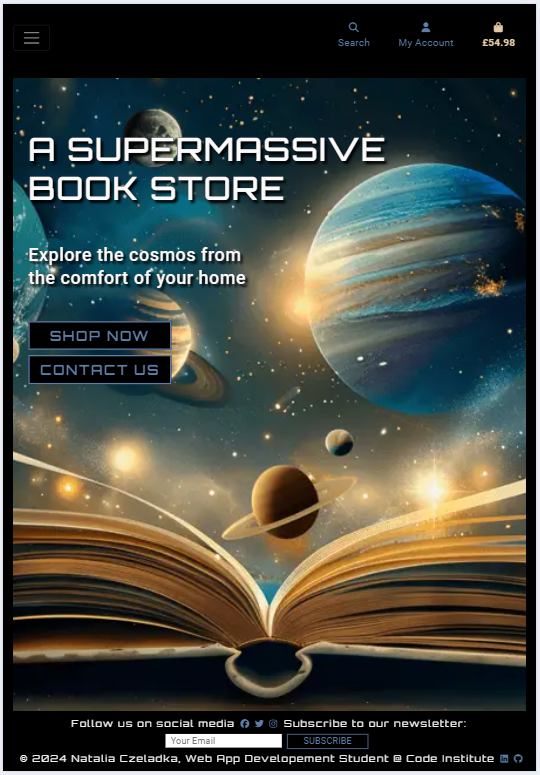 Search
My Account
£54.98
A SUPERMASSIVE
BOOK STORE
Explore the cosmos from
the comfort of your home
SHOP NOW
CONTACT US
Follow us on social media Subscribe to our newsletter:
Your Email SUBSCRIBE
© 2024 Natalia Czeladka, Web App Developement Student @ Code Institute